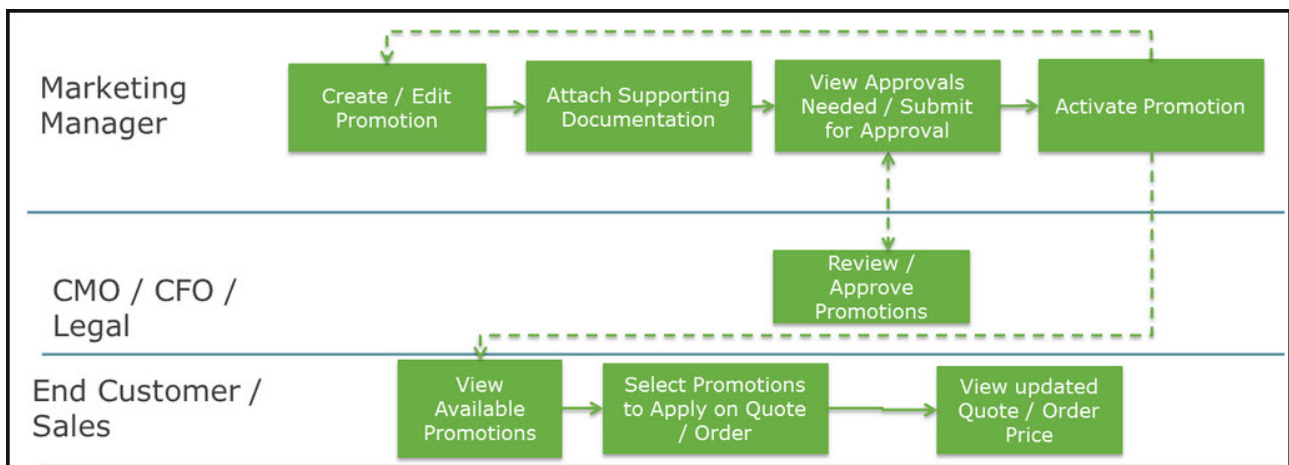 Marketing
Manager
Create / Edit
Promotion
Attach Supporting
Documentation
View Approvals
Needed / Submit
for Approval
Activate Promotion
CMO / CFO /
Legal
Review /
Approve
Promotions
End Customer /
Sales
View
Available
Promotions
Select Promotions
to Apply on Quote
/ Order
View updated
Quote / Order
Price